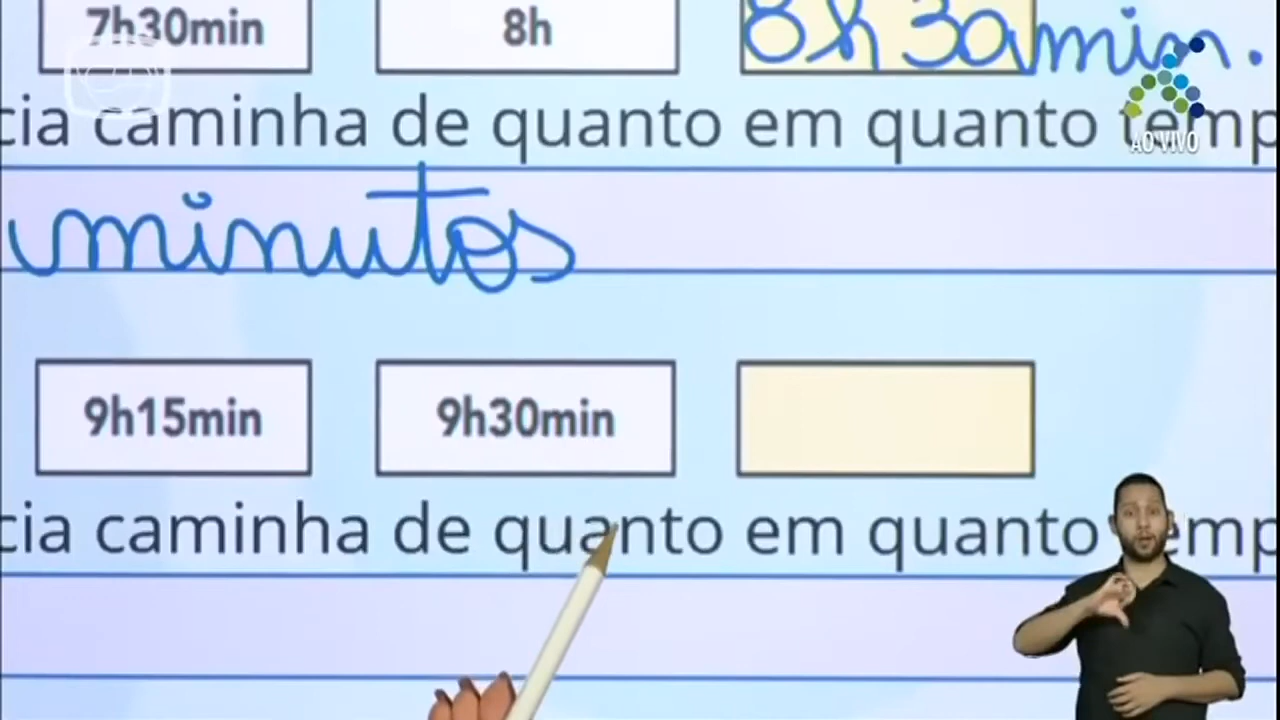 7h30min 8h 8h 30min.
cia caminha de quanto em quanto temp
AO VIVO
minutos
9h15min 9h30min
cia caminha de quanto em quanto temp